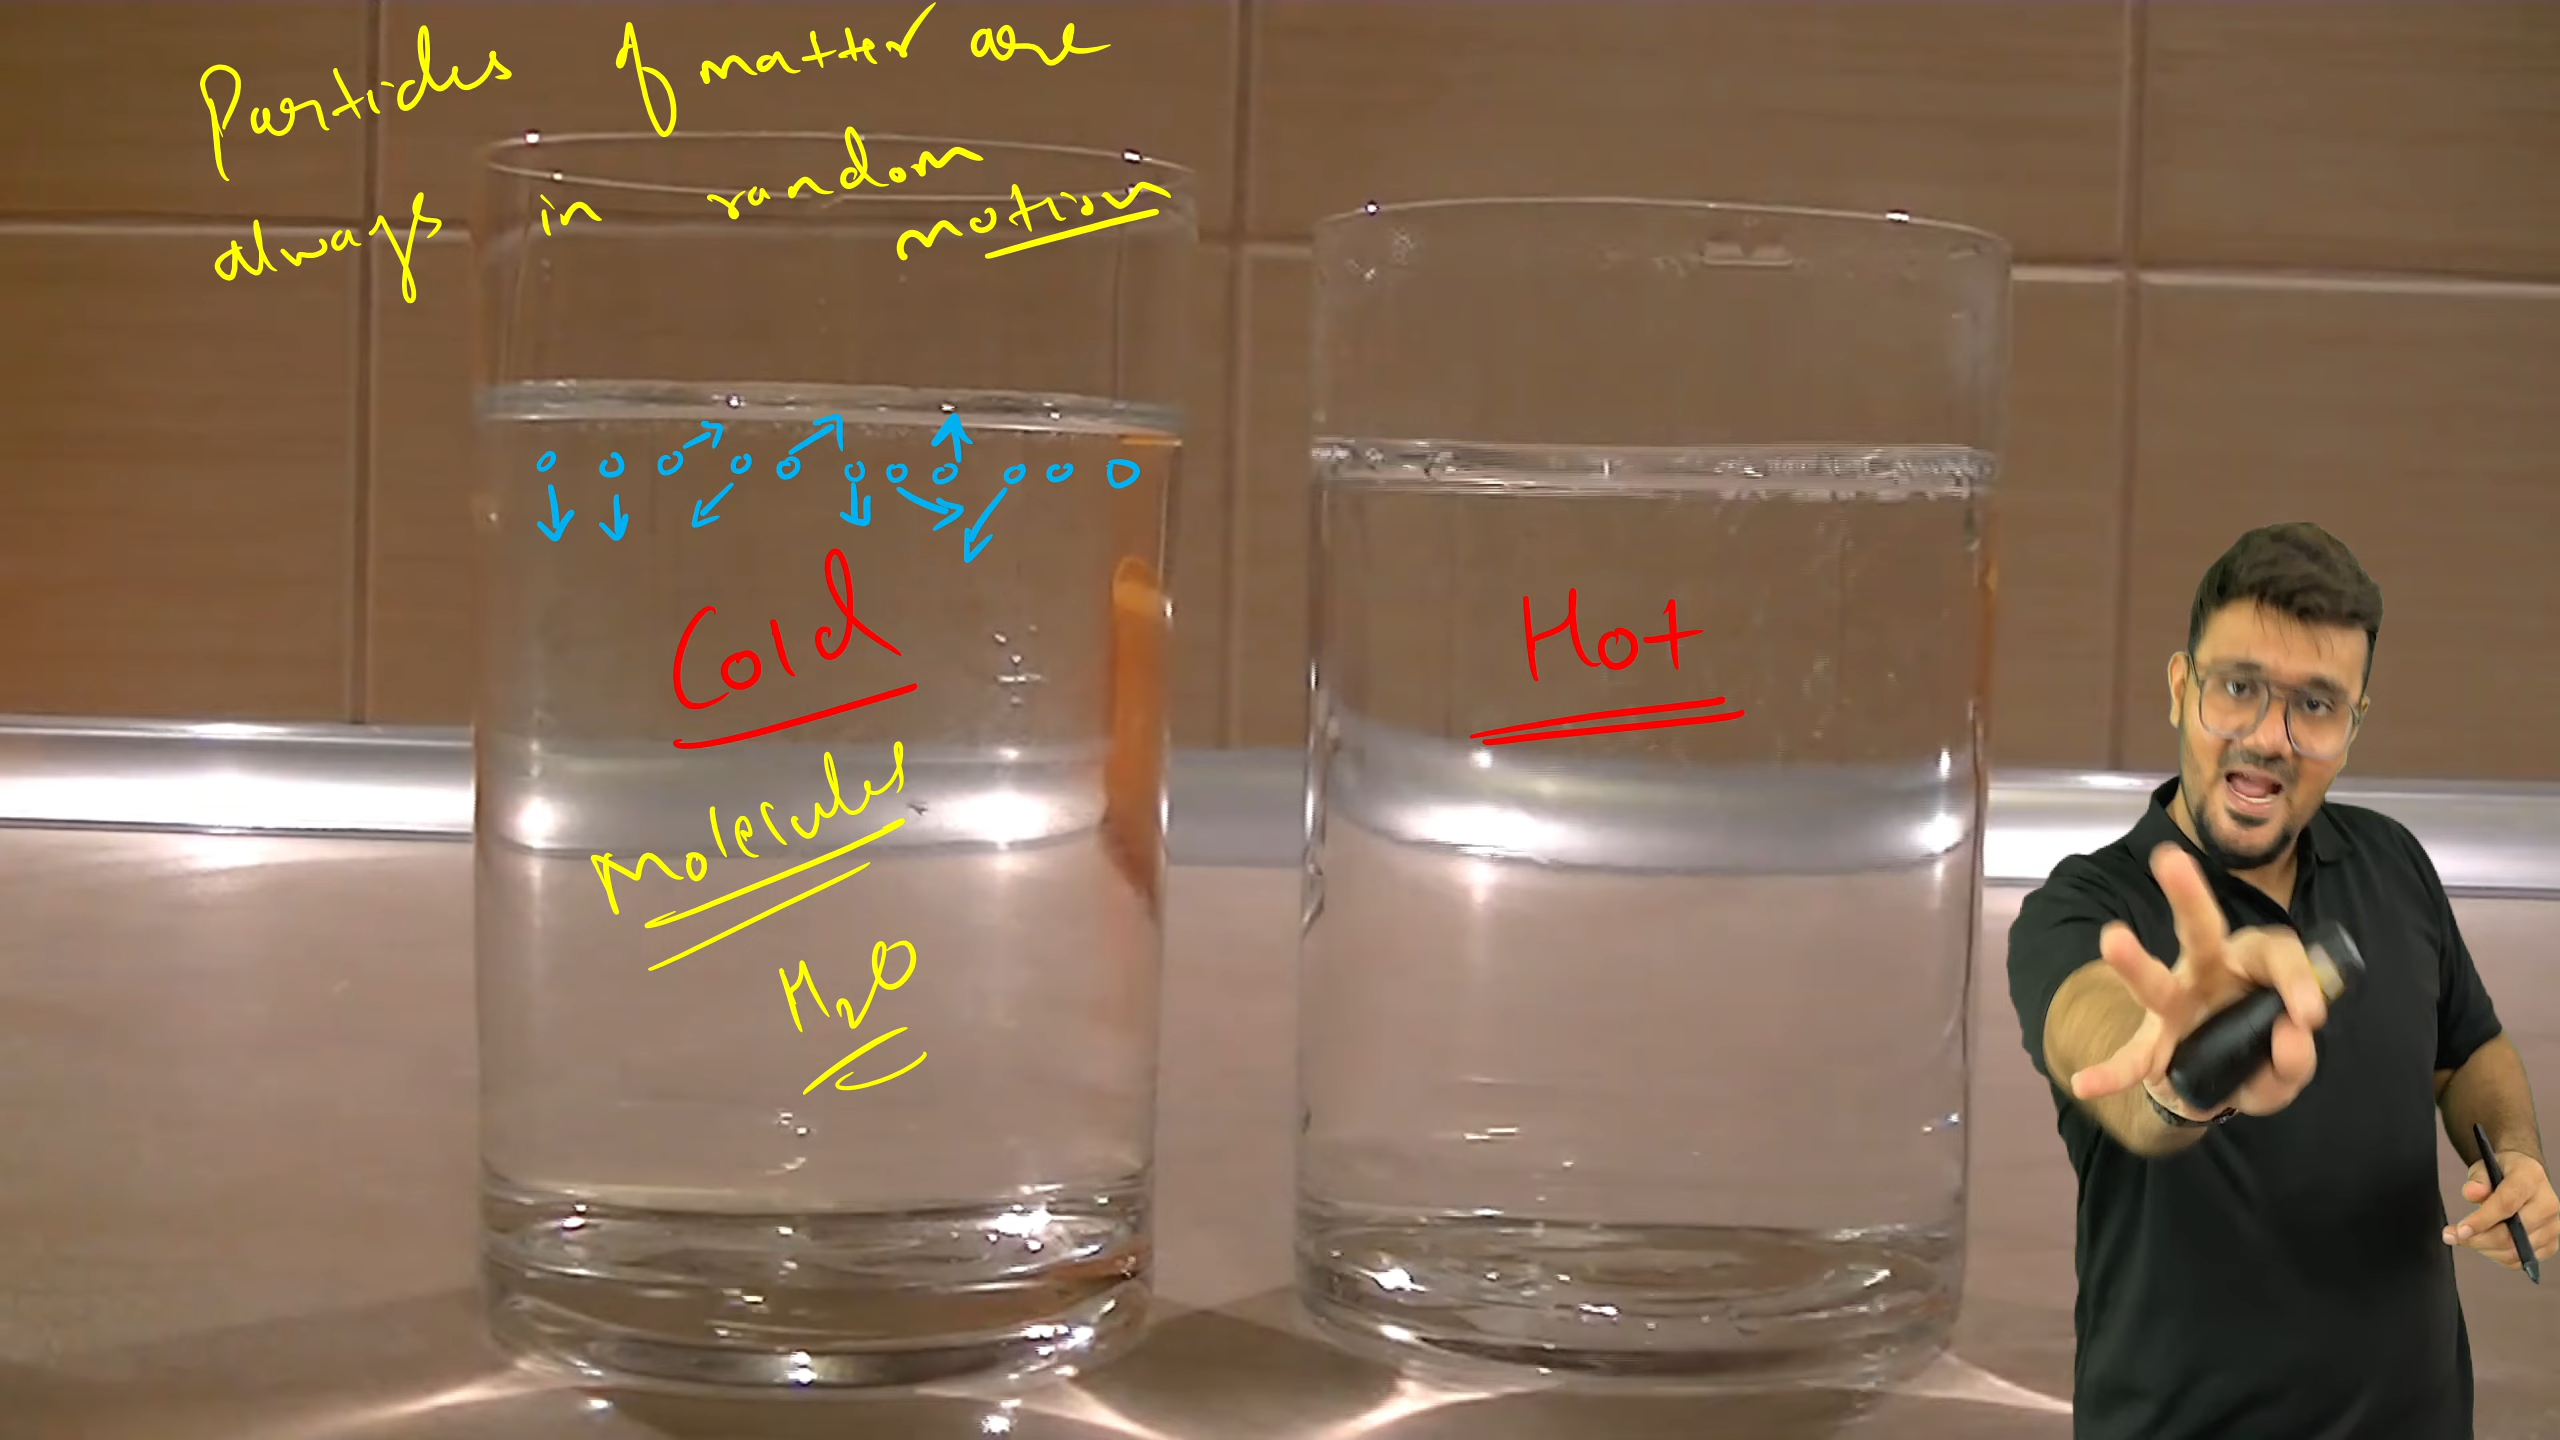 Particles of matter are
always in random
motion
Cold
Hot
Molecules
H₂O